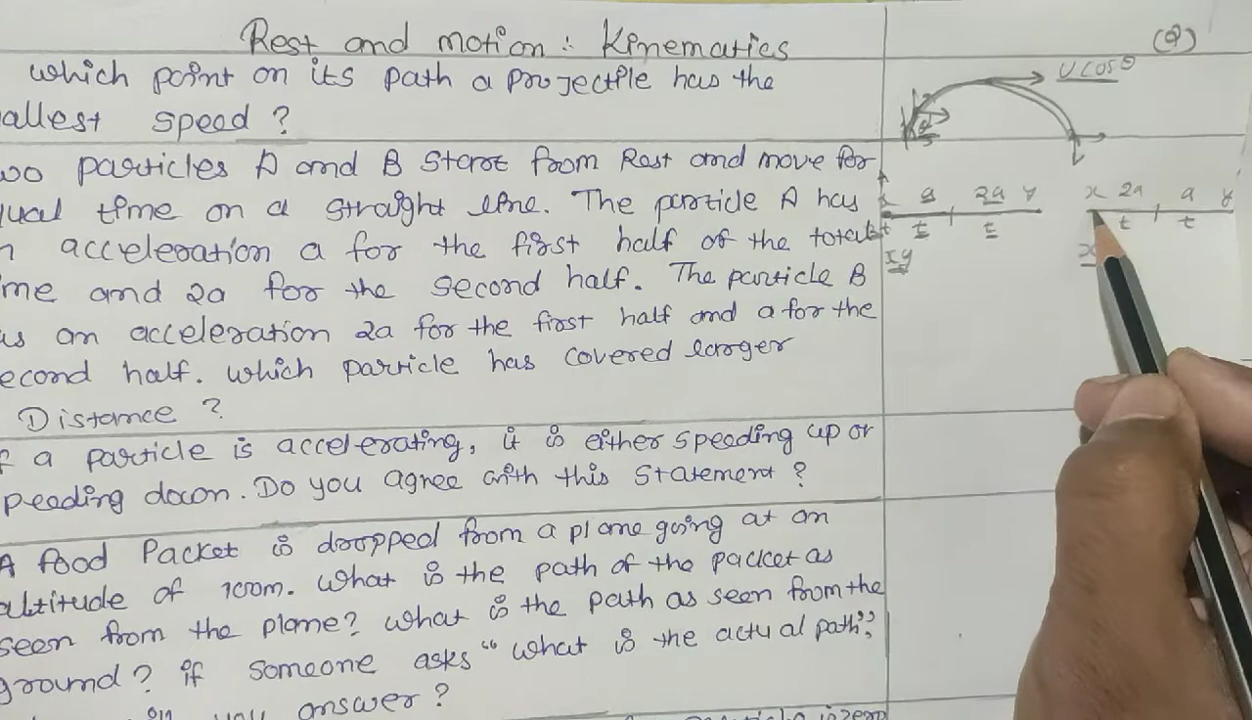 Rest and motion : Kinematics
(Q)
which point on its path a projectile has the
allest speed ?
U cosθ
wo particles A and B Start from Rest and move for
qual time on a straight line. The particle A has
n acceleration a for the first half of the total
me and 2a for the second half. The particle B
us an acceleration 2a for the first half and a for the
econd half. which particle has covered larger
Distance ?
x a 2a y
t t
xy
x 2a a y
t t
f a particle is accelerating, it is either speeding up or
peeding down. Do you agree with this statement ?
A food Packet is dropped from a plane going at an
altitude of 100m. What is the path of the packet as
seen from the plane? what is the path as seen from the
ground? if someone asks "what is the actual path",
you answer ?